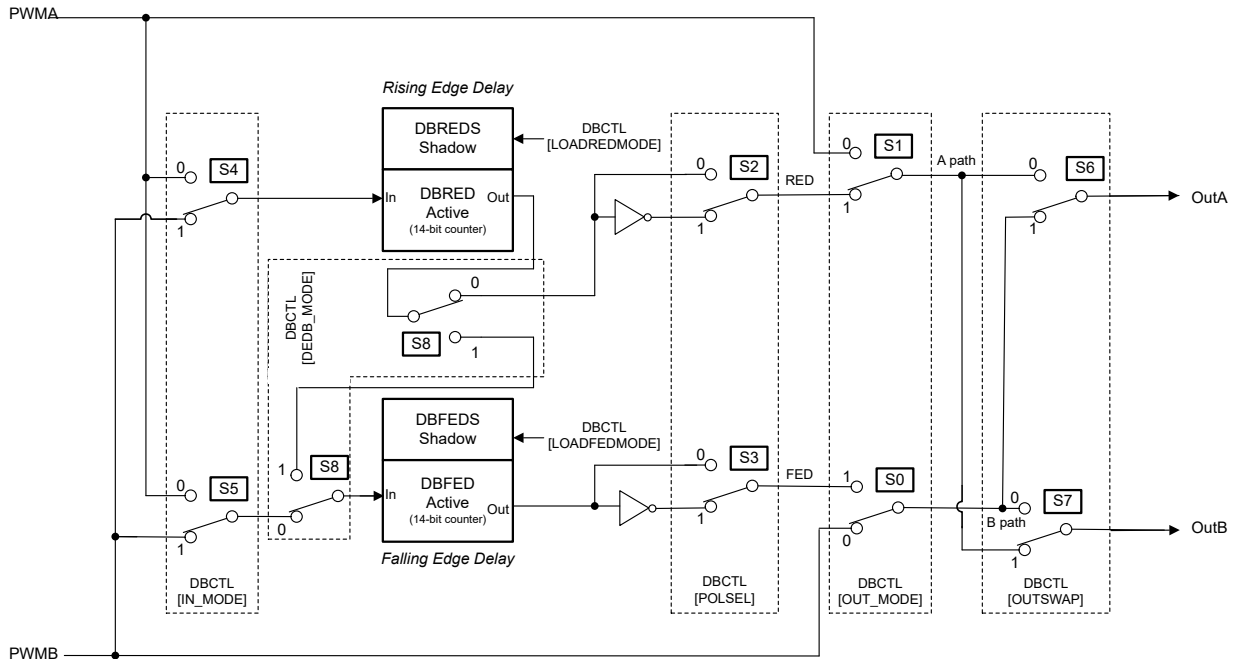 PWMA
Rising Edge Delay
DBREDS
Shadow
DBCTL
[LOADREDMODE]
DBRED
Active
(14-bit counter)
In
Out
0
S4
1
0
S2
1
RED
0
S1
1
A path
0
S6
1
OutA
DBCTL
[DEDB_MODE]
0
S8
1
DBFEDS
Shadow
DBCTL
[LOADFEDMODE]
DBFED
Active
(14-bit counter)
In
Out
Falling Edge Delay
0
S5
1
1
S8
0
0
S3
1
FED
1
S0
0
B path
0
S7
1
OutB
DBCTL
[IN_MODE]
DBCTL
[POLSEL]
DBCTL
[OUT_MODE]
DBCTL
[OUTSWAP]
PWMB